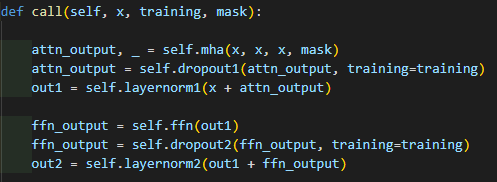 def call(self, x, training, mask):
attn_output, _ = self.mha(x, x, x, mask)
attn_output = self.dropout1(attn_output, training=training)
out1 = self.layernorm1(x + attn_output)
ffn_output = self.ffn(out1)
ffn_output = self.dropout2(ffn_output, training=training)
out2 = self.layernorm2(out1 + ffn_output)